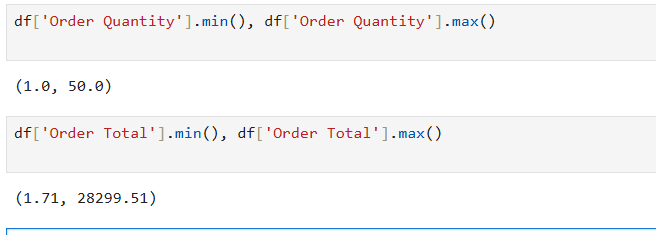 df['Order Quantity'].min(), df['Order Quantity'].max()
(1.0, 50.0)
df['Order Total'].min(), df['Order Total'].max()
(1.71, 28299.51)